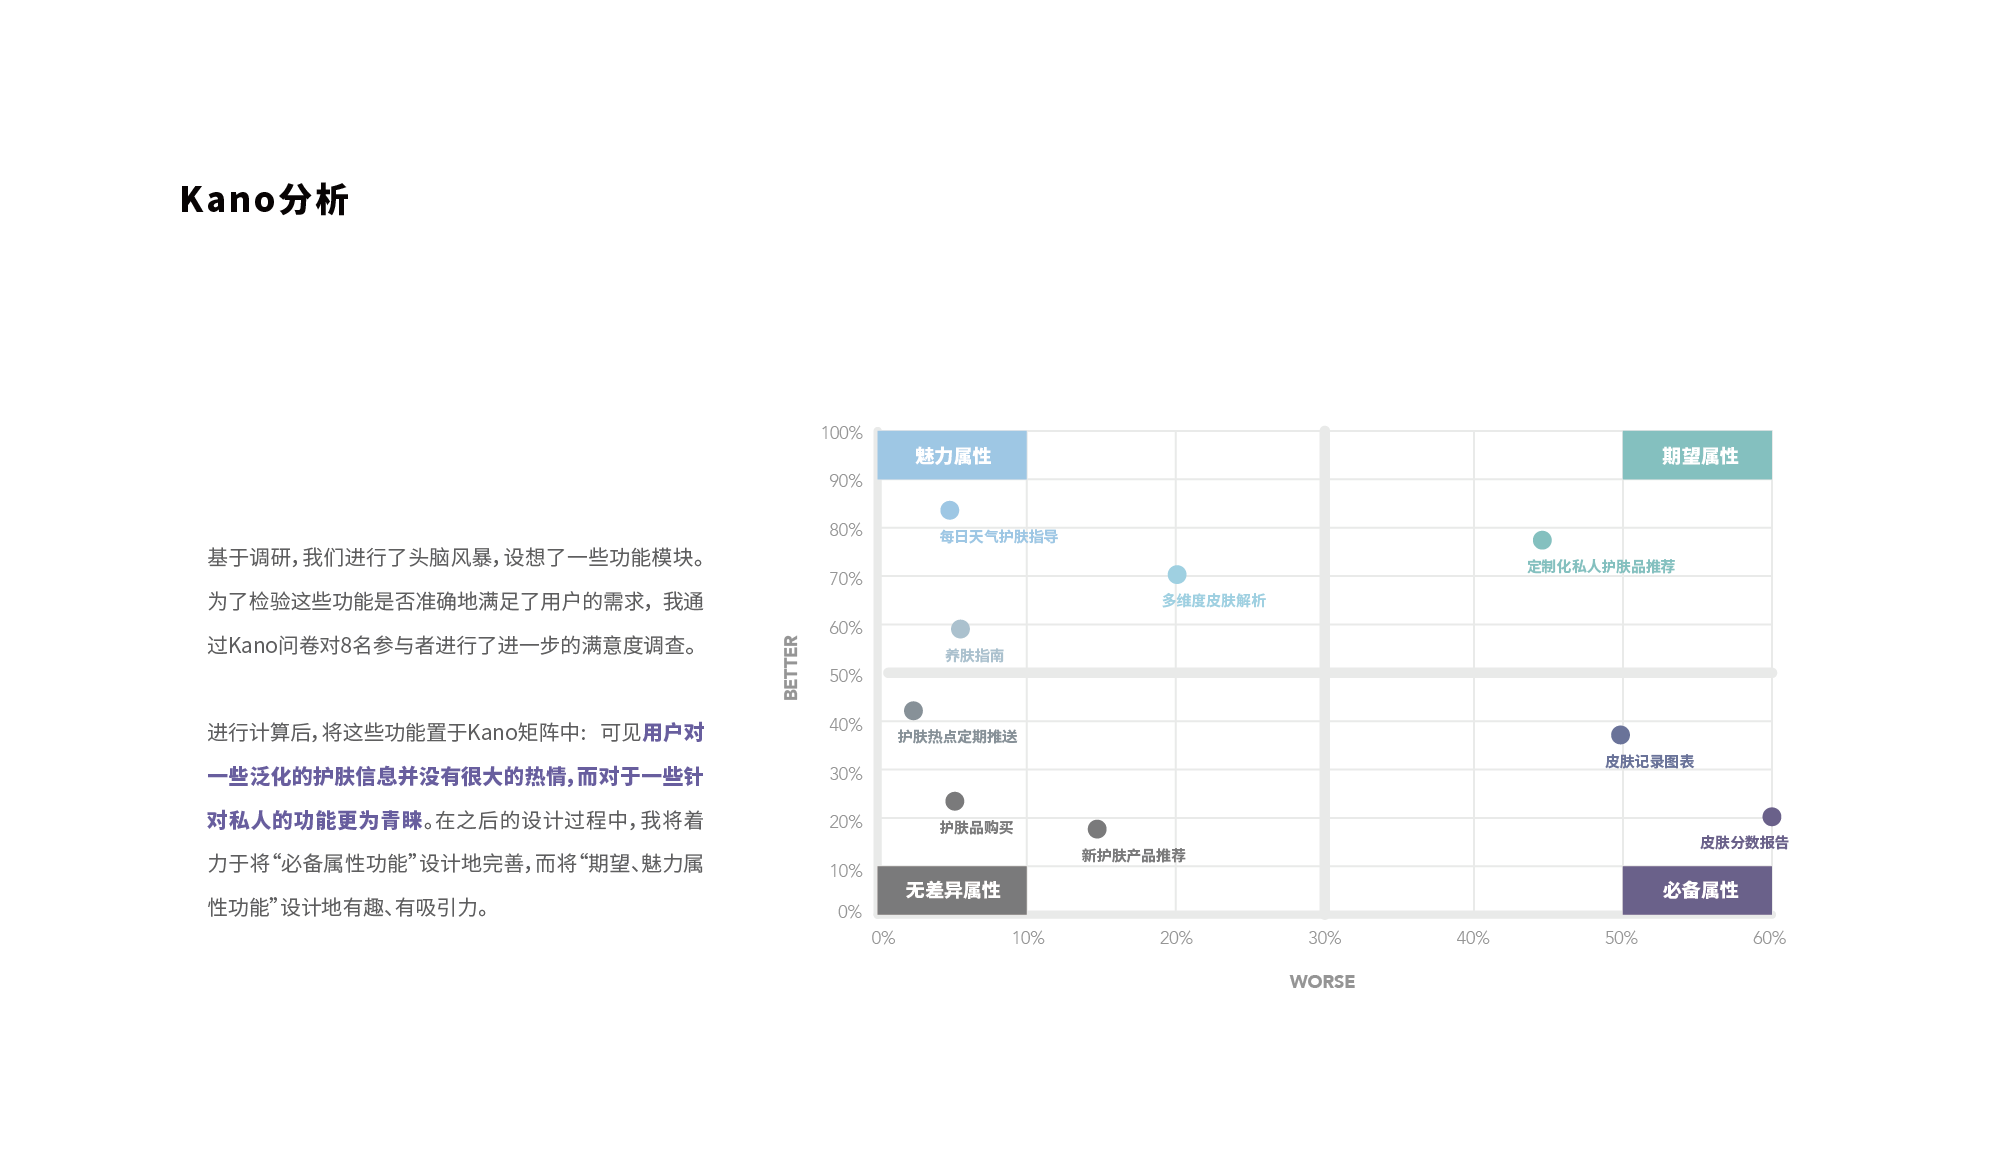 Kano分析
基于调研，我们进行了头脑风暴，设想了一些功能模块。
为了检验这些功能是否准确地满足了用户的需求，我通
过Kano问卷对8名参与者进行了进一步的满意度调查。
进行计算后，将这些功能置于Kano矩阵中：可见用户对
一些泛化的护肤信息并没有很大的热情，而对于一些针
对私人的功能更为青睐。在之后的设计过程中，我将着
力于将“必备属性功能”设计地完善，而将“期望、魅力属
性功能”设计地有趣、有吸引力。
BETTER
100%
90%
80%
70%
60%
50%
40%
30%
20%
10%
0%
魅力属性
期望属性
每日天气护肤指导
定制化私人护肤品推荐
多维度皮肤解析
养肤指南
护肤热点定期推送
皮肤记录图表
护肤品购买
皮肤分数报告
新护肤产品推荐
无差异属性
必备属性
0%
10%
20%
30%
40%
50%
60%
WORSE